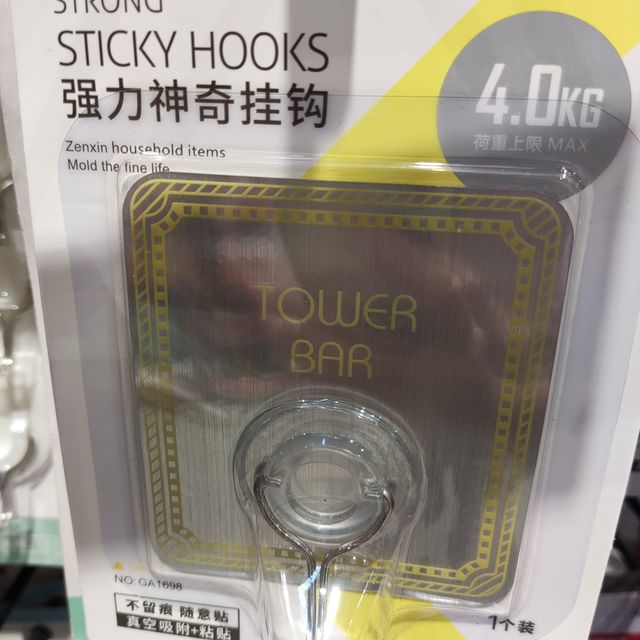 STRONG
STICKY HOOKS
强力神奇挂钩
Zenxin household items
Mold the fine life
4.0KG
荷重上限 MAX
TOWER
BAR
NO: GA1698
不留痕 随意贴
真空吸附+粘贴
1个装